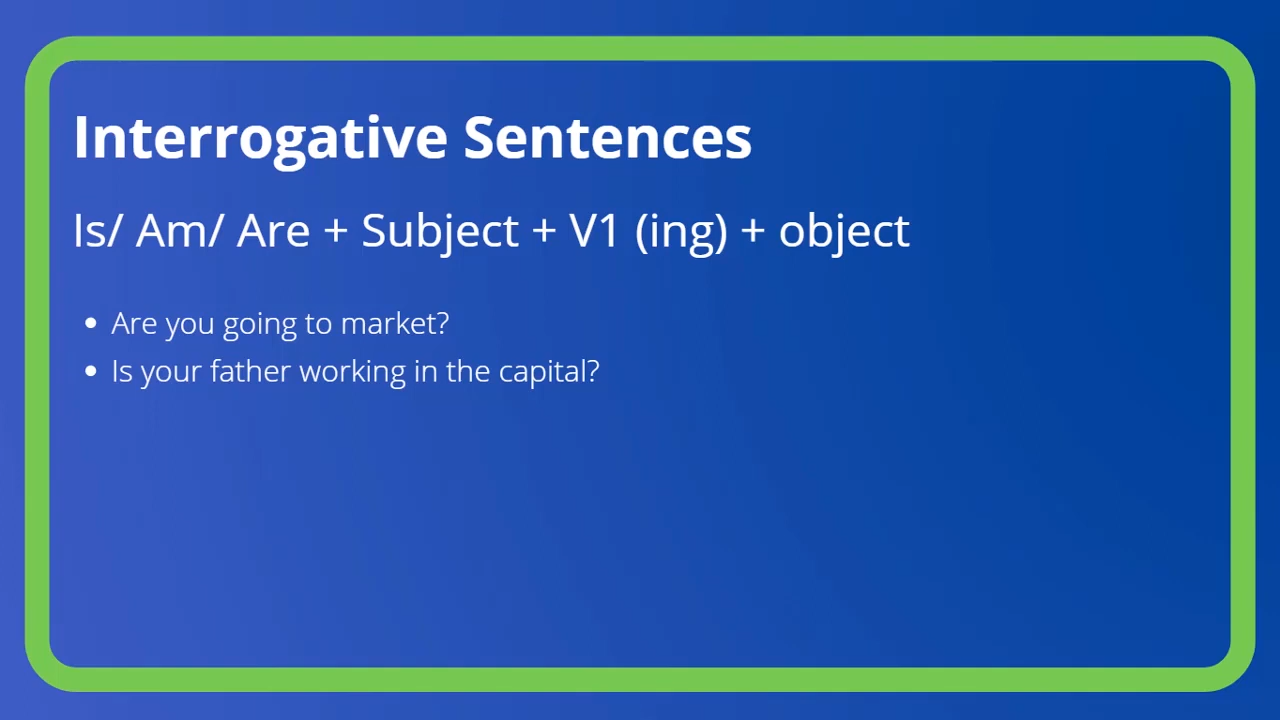 Interrogative Sentences
Is/ Am/ Are + Subject + V1 (ing) + object
• Are you going to market?
• Is your father working in the capital?